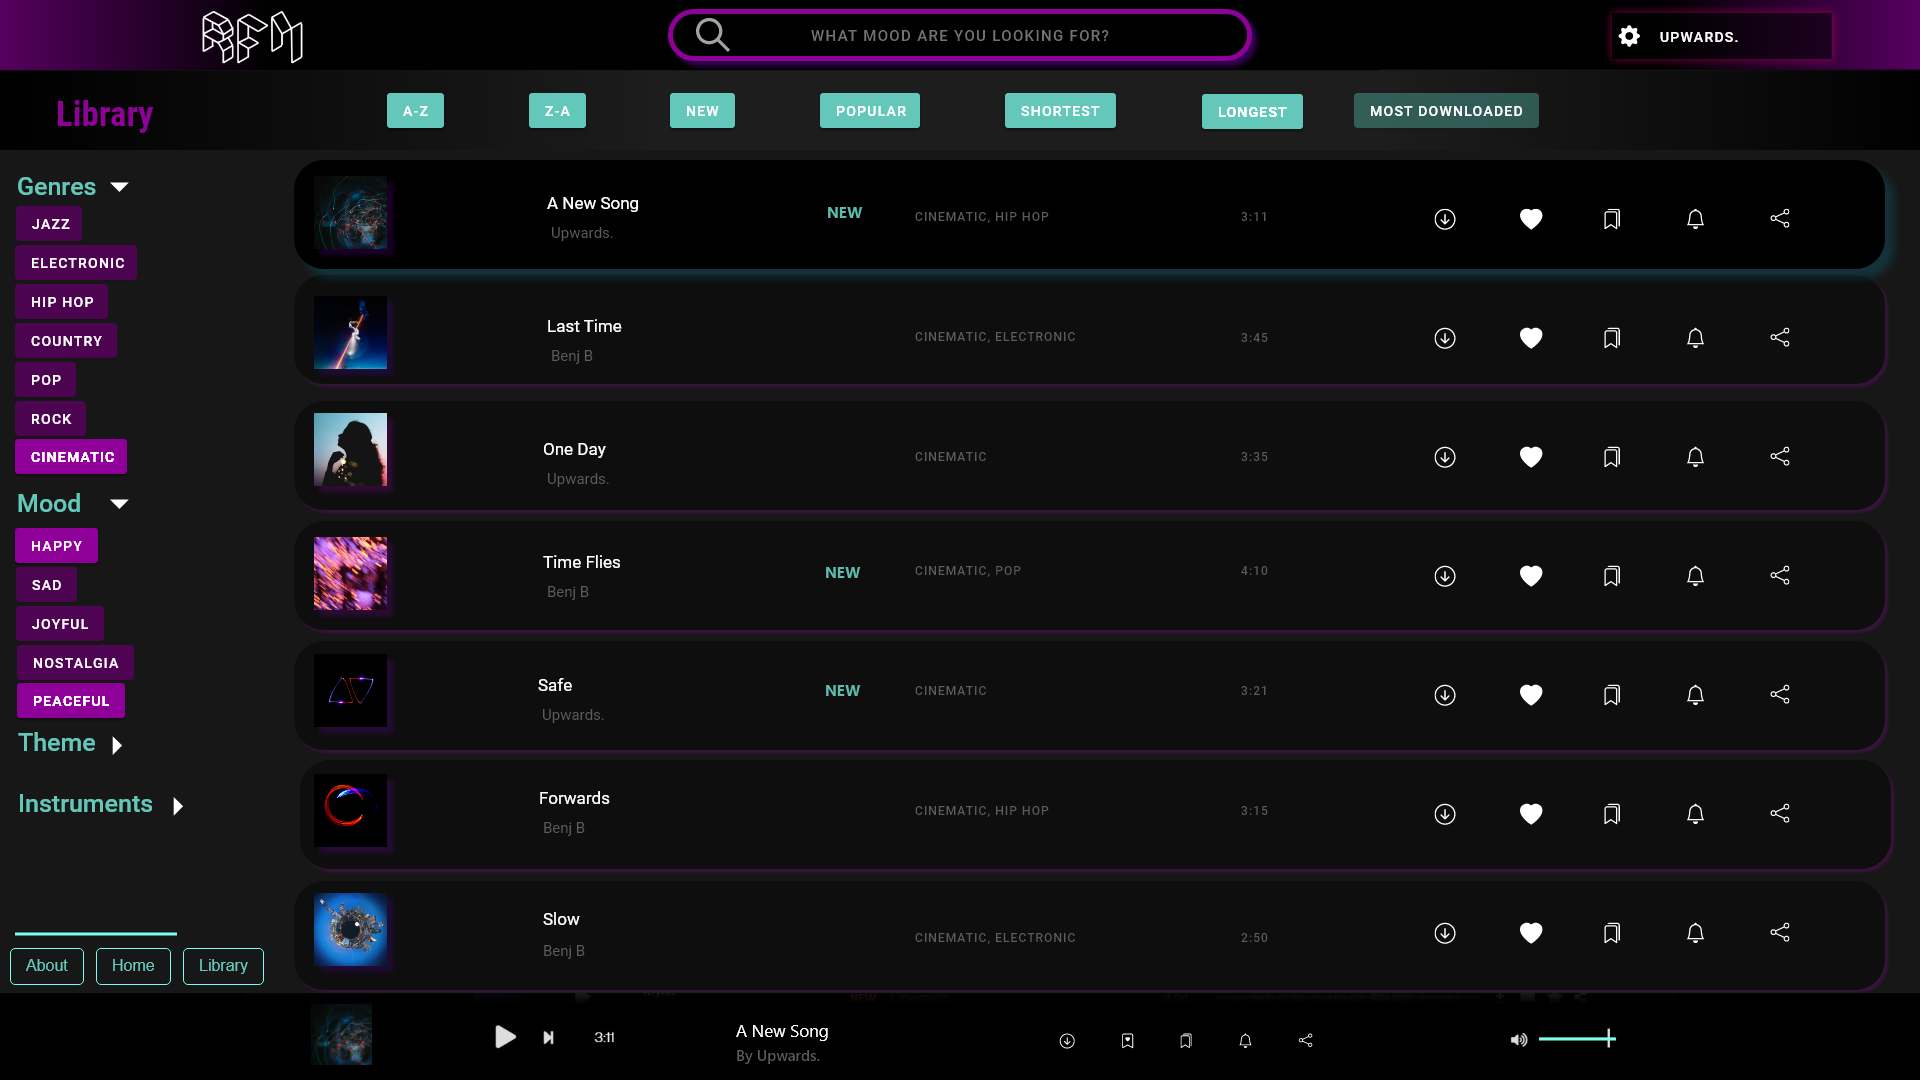 RFM
WHAT MOOD ARE YOU LOOKING FOR?
UPWARDS.
Library
A-Z
Z-A
NEW
POPULAR
SHORTEST
LONGEST
MOST DOWNLOADED
Genres
JAZZ
ELECTRONIC
HIP HOP
COUNTRY
POP
ROCK
CINEMATIC
Mood
HAPPY
SAD
JOYFUL
NOSTALGIA
PEACEFUL
Theme
Instruments
About
Home
Library
A New Song
Upwards.
NEW
CINEMATIC, HIP HOP
3:11
Last Time
Benj B
CINEMATIC, ELECTRONIC
3:45
One Day
Upwards.
CINEMATIC
3:35
Time Flies
Benj B
NEW
CINEMATIC, POP
4:10
Safe
Upwards.
NEW
CINEMATIC
3:21
Forwards
Benj B
CINEMATIC, HIP HOP
3:15
Slow
Benj B
CINEMATIC, ELECTRONIC
2:50
3:11
A New Song
By Upwards.